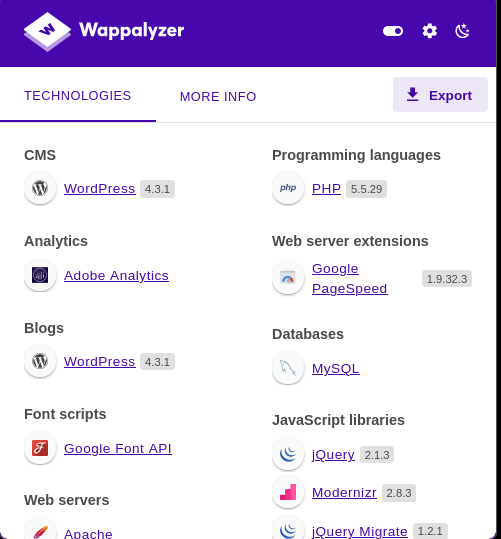 Wappalyzer
TECHNOLOGIES
MORE INFO
Export
CMS
WordPress 4.3.1
Analytics
Adobe Analytics
Blogs
WordPress 4.3.1
Font scripts
Google Font API
Web servers
Apache
Programming languages
php PHP 5.5.29
Web server extensions
Google
PageSpeed
1.9.32.3
Databases
MySQL
JavaScript libraries
jQuery 2.1.3
Modernizr 2.8.3
jQuery Migrate 1.2.1